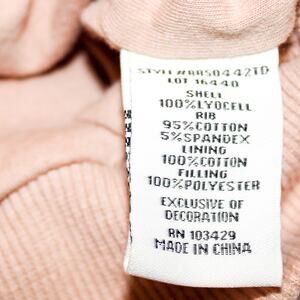 STYLE#RR50442TD
LOT 16440
SHELL
100%LYOCELL
RIB
95%COTTON
5%SPANDEX
LINING
100%COTTON
FILLING
100%POLYESTER
EXCLUSIVE OF
DECORATION
RN 103429
MADE IN CHINA